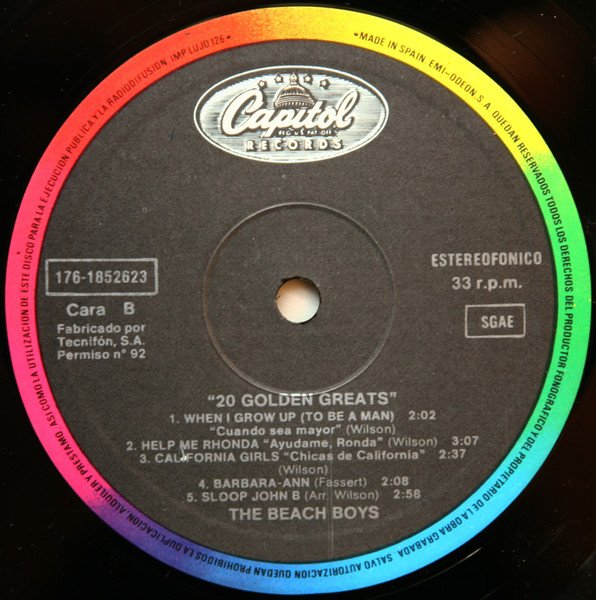 • MADE IN SPAIN EMI-ODEON S A QUEDAN RESERVADOS TODOS LOS DERECHOS DEL PRODUCTOR FONOGRAFICO Y DEL PROPIETARIO DE LA OBRA GRABADA. SALVO AUTORIZACION QUEDAN PROHIBIDOS LA DUPLICACION, ALQUILER Y PRESTAMO. ASI COMO LA UTILIZACION DE ESTE DISCO PARA LA EJECUCION PUBLICA Y LA RADIODIFUSION. IMP LUJO 126 •
Capitol
REG U S PAT OFF
RECORDS
176-1852623
Cara B
Fabricado por
Tecnifón, S.A.
Permiso n° 92
ESTEREOFONICO
33 r.p.m.
SGAE
"20 GOLDEN GREATS"
1. WHEN I GROW UP (TO BE A MAN) 2:02
"Cuando sea mayor" (Wilson)
2. HELP ME RHONDA "Ayudame, Ronda" (Wilson) 3:07
3. CALIFORNIA GIRLS "Chicas de California" 2:37
(Wilson)
4. BARBARA-ANN (Fassert) 2:08
5. SLOOP JOHN B (Arr. Wilson) 2:58
THE BEACH BOYS